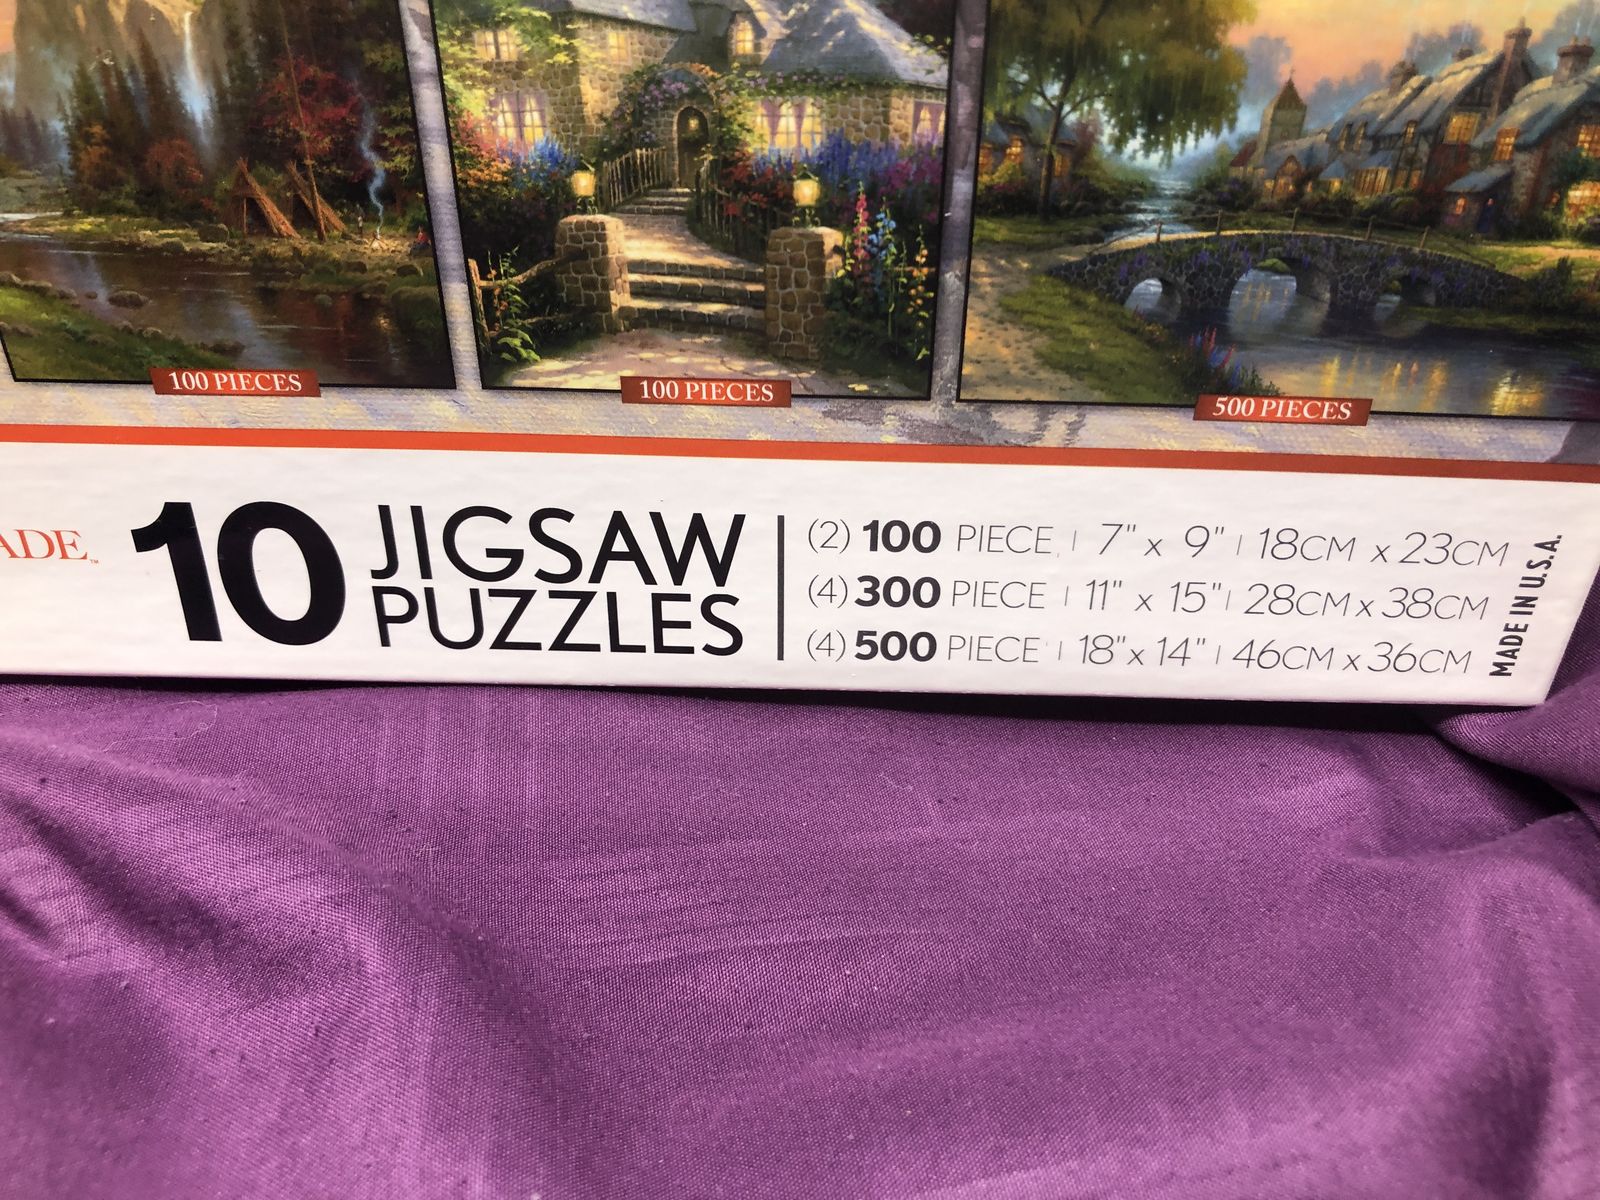 100 PIECES
100 PIECES
500 PIECES
ADE™
10 JIGSAW
PUZZLES
(2) 100 PIECE | 7" x 9" | 18CM x 23CM
(4) 300 PIECE | 11" x 15" | 28CM x 38CM
(4) 500 PIECE | 18" x 14" | 46CM x 36CM
MADE IN U.S.A.